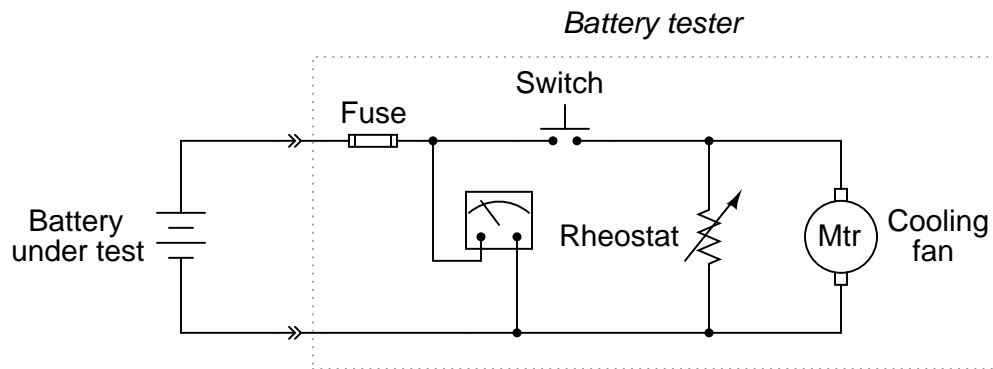 Battery tester
Switch
Fuse
Battery
under test
Rheostat
Mtr
Cooling
fan